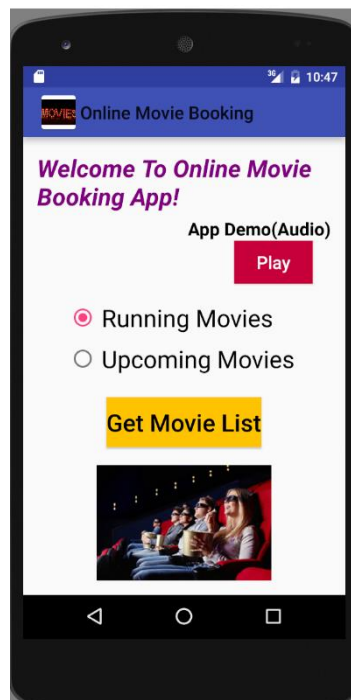 3G 10:47
MOVIES Online Movie Booking
Welcome To Online Movie
Booking App!
App Demo(Audio)
Play
Running Movies
Upcoming Movies
Get Movie List